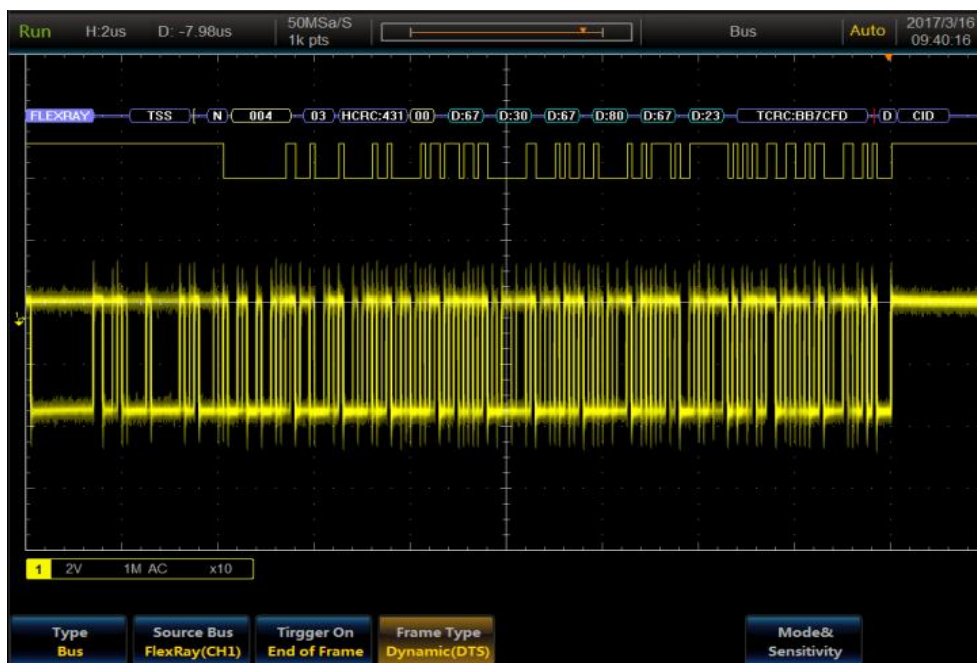 Run H:2us D: -7.98us 50MSa/S Bus Auto 2017/3/16
1k pts 09:40:16
FLEXRAY TSS N 004 03 HCRC:431 00 D:67 D:30 D:67 D:80 D:67 D:23 TCRC:BB7CFD D CID
1
1 2V 1M AC x10
Type Source Bus Tirgger On Frame Type Mode&
Bus FlexRay(CH1) End of Frame Dynamic(DTS) Sensitivity